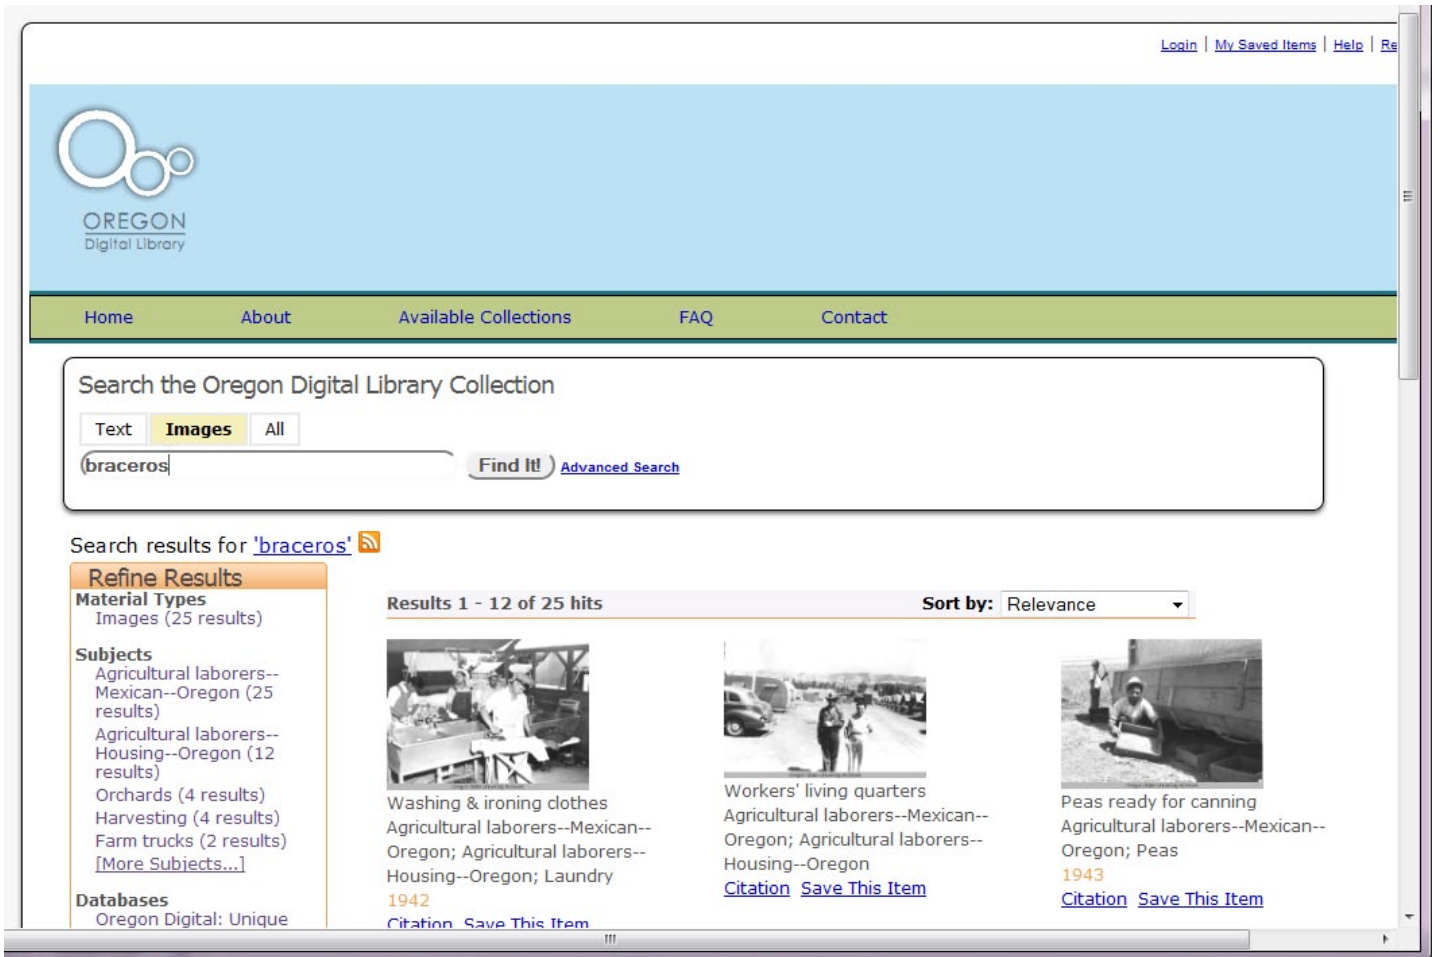 Login | My Saved Items | Help | Re
OREGON
Digital Library
Home About Available Collections FAQ Contact
Search the Oregon Digital Library Collection
Text Images All
braceros Find It! Advanced Search
Search results for 'braceros'
Refine Results
Material Types
Images (25 results)
Subjects
Agricultural laborers--
Mexican--Oregon (25
results)
Agricultural laborers--
Housing--Oregon (12
results)
Orchards (4 results)
Harvesting (4 results)
Farm trucks (2 results)
[More Subjects...]
Databases
Oregon Digital: Unique
Results 1 - 12 of 25 hits Sort by: Relevance
Washing & ironing clothes
Agricultural laborers--Mexican--
Oregon; Agricultural laborers--
Housing--Oregon; Laundry
1942
Citation Save This Item
Workers' living quarters
Agricultural laborers--Mexican--
Oregon; Agricultural laborers--
Housing--Oregon
Citation Save This Item
Peas ready for canning
Agricultural laborers--Mexican--
Oregon; Peas
1943
Citation Save This Item